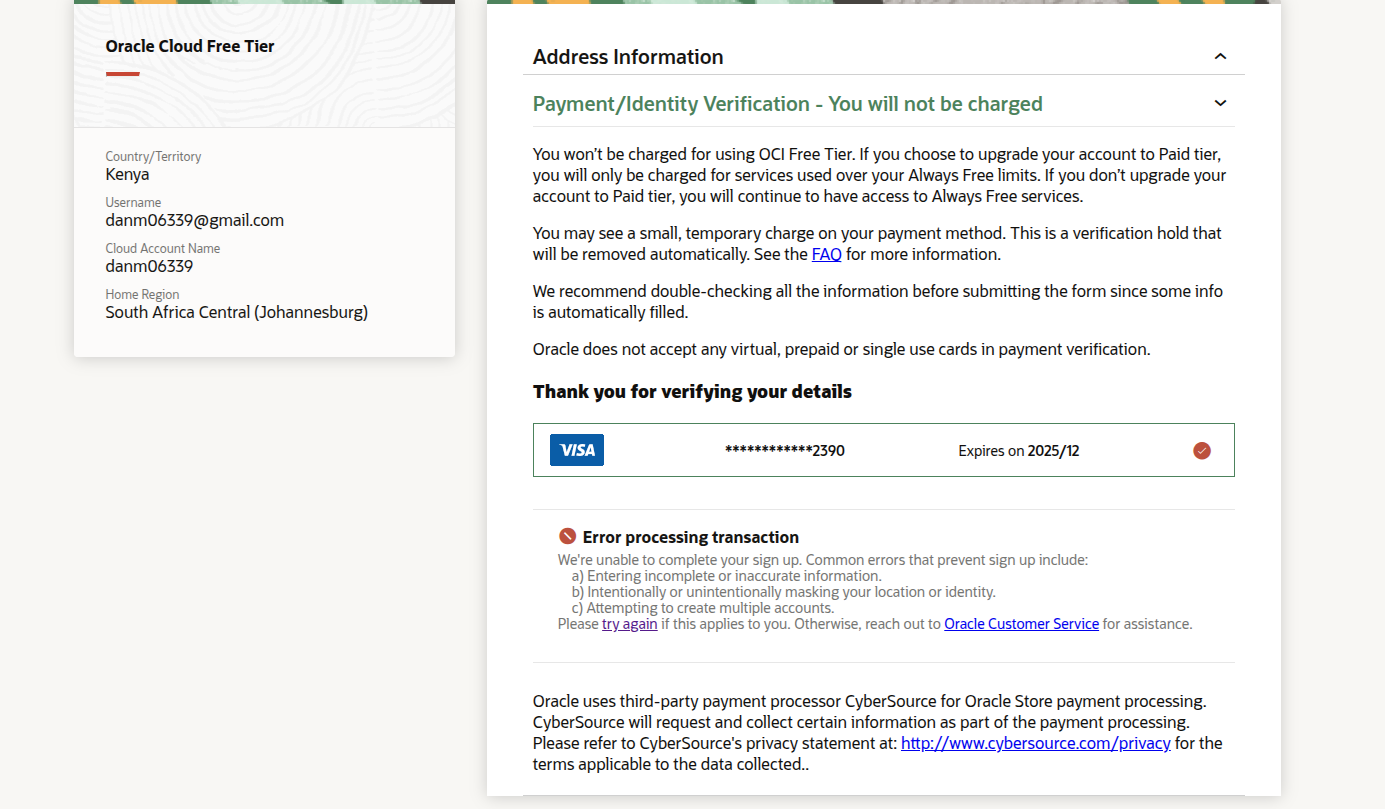 Oracle Cloud Free Tier
Country/Territory
Kenya
Username
danm06339@gmail.com
Cloud Account Name
danm06339
Home Region
South Africa Central (Johannesburg)
Address Information
Payment/Identity Verification - You will not be charged
You won’t be charged for using OCI Free Tier. If you choose to upgrade your account to Paid tier,
you will only be charged for services used over your Always Free limits. If you don’t upgrade your
account to Paid tier, you will continue to have access to Always Free services.
You may see a small, temporary charge on your payment method. This is a verification hold that
will be removed automatically. See the FAQ for more information.
We recommend double-checking all the information before submitting the form since some info
is automatically filled.
Oracle does not accept any virtual, prepaid or single use cards in payment verification.
Thank you for verifying your details
VISA ************2390 Expires on 2025/12
Error processing transaction
We're unable to complete your sign up. Common errors that prevent sign up include:
a) Entering incomplete or inaccurate information.
b) Intentionally or unintentionally masking your location or identity.
c) Attempting to create multiple accounts.
Please try again if this applies to you. Otherwise, reach out to Oracle Customer Service for assistance.
Oracle uses third-party payment processor CyberSource for Oracle Store payment processing.
CyberSource will request and collect certain information as part of the payment processing.
Please refer to CyberSource's privacy statement at: http://www.cybersource.com/privacy for the
terms applicable to the data collected..